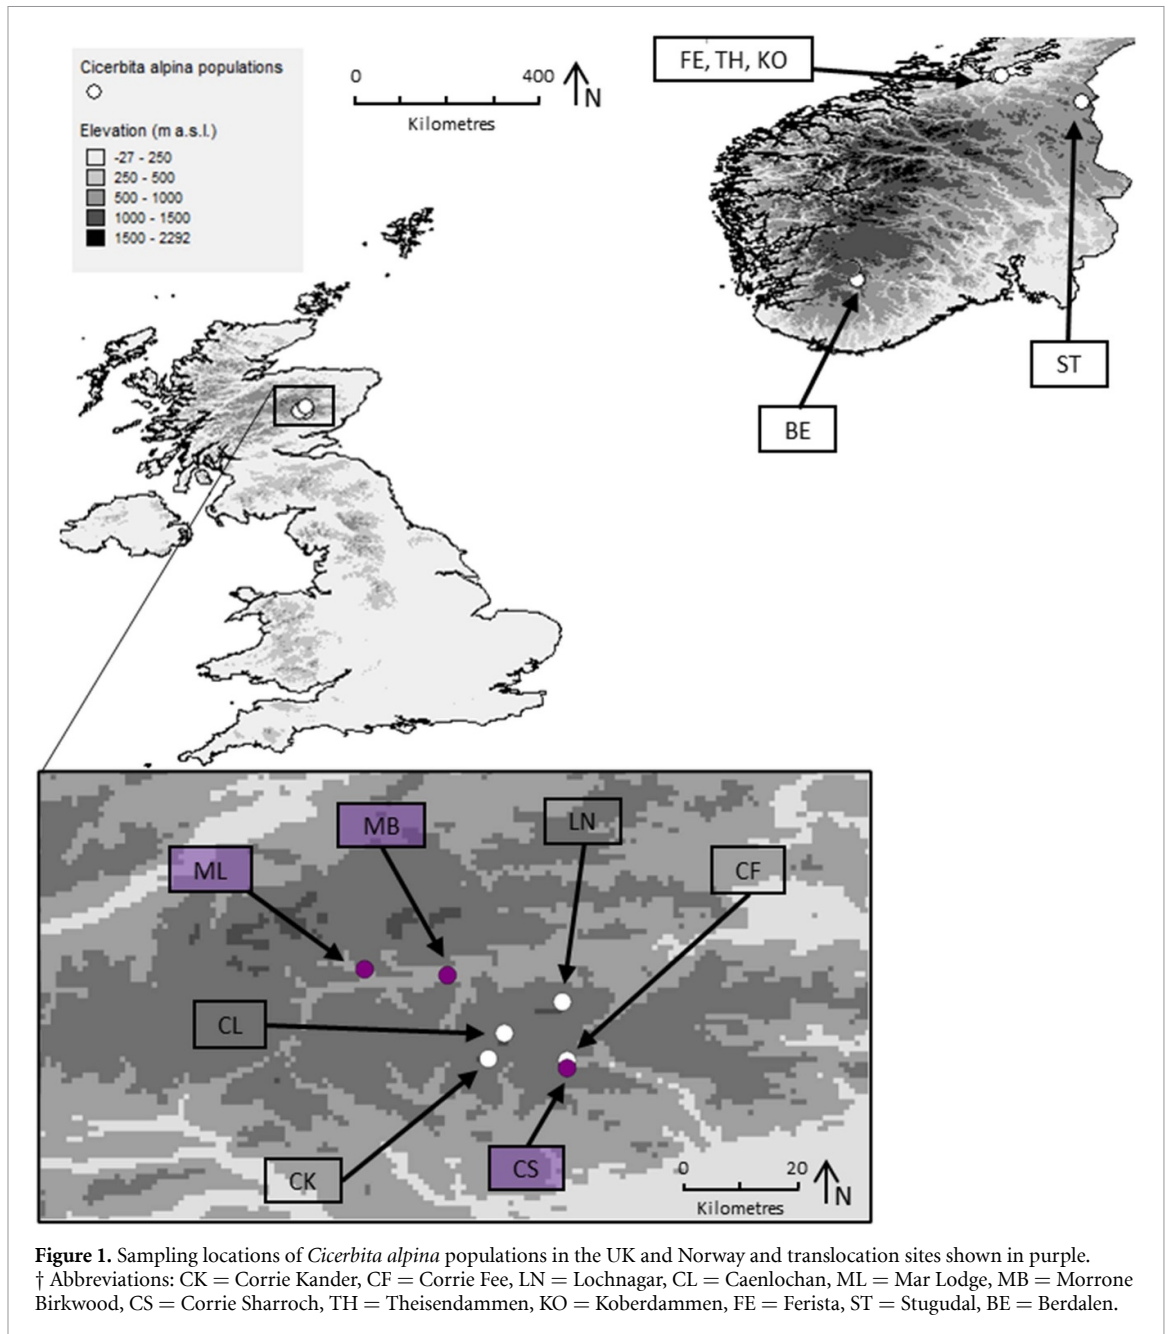 Cicerbita alpina populations
Elevation (m a.s.l.)
-27 - 250
250 - 500
500 - 1000
1000 - 1500
1500 - 2292
0 400
N
Kilometres
FE, TH, KO
ST
BE
MB
LN
ML
CF
CL
CS
CK
0 20
N
Kilometres
Figure 1. Sampling locations of Cicerbita alpina populations in the UK and Norway and translocation sites shown in purple.
† Abbreviations: CK = Corrie Kander, CF = Corrie Fee, LN = Lochnagar, CL = Caenlochan, ML = Mar Lodge, MB = Morrone
Birkwood, CS = Corrie Sharroch, TH = Theisendammen, KO = Koberdammen, FE = Ferista, ST = Stugudal, BE = Berdalen.